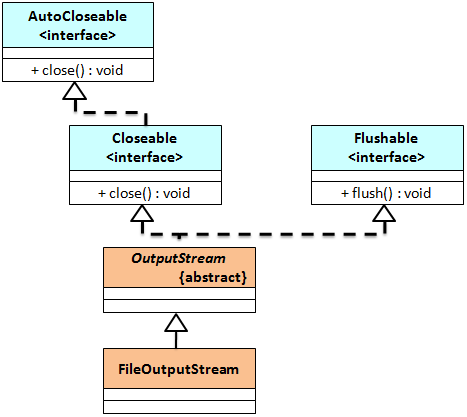 AutoCloseable
<interface>
+ close() : void
Closeable
<interface>
+ close() : void
Flushable
<interface>
+ flush() : void
OutputStream
{abstract}
FileOutputStream